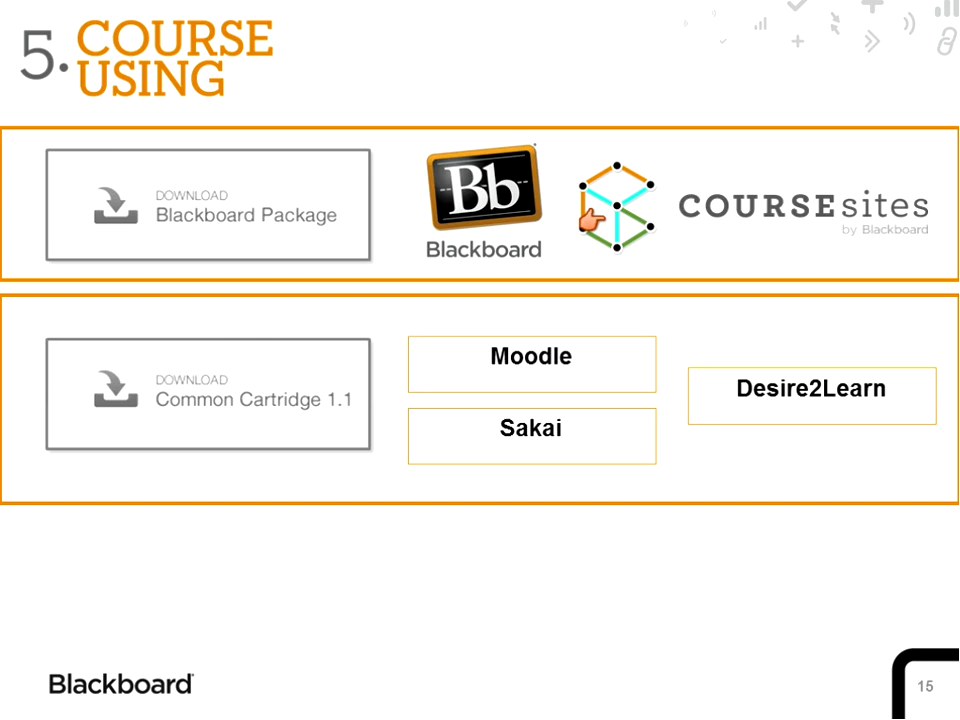 5. COURSE
USING
DOWNLOAD
Blackboard Package
Bb
Blackboard
COURSEsites
by Blackboard
DOWNLOAD
Common Cartridge 1.1
Moodle
Sakai
Desire2Learn
Blackboard
15